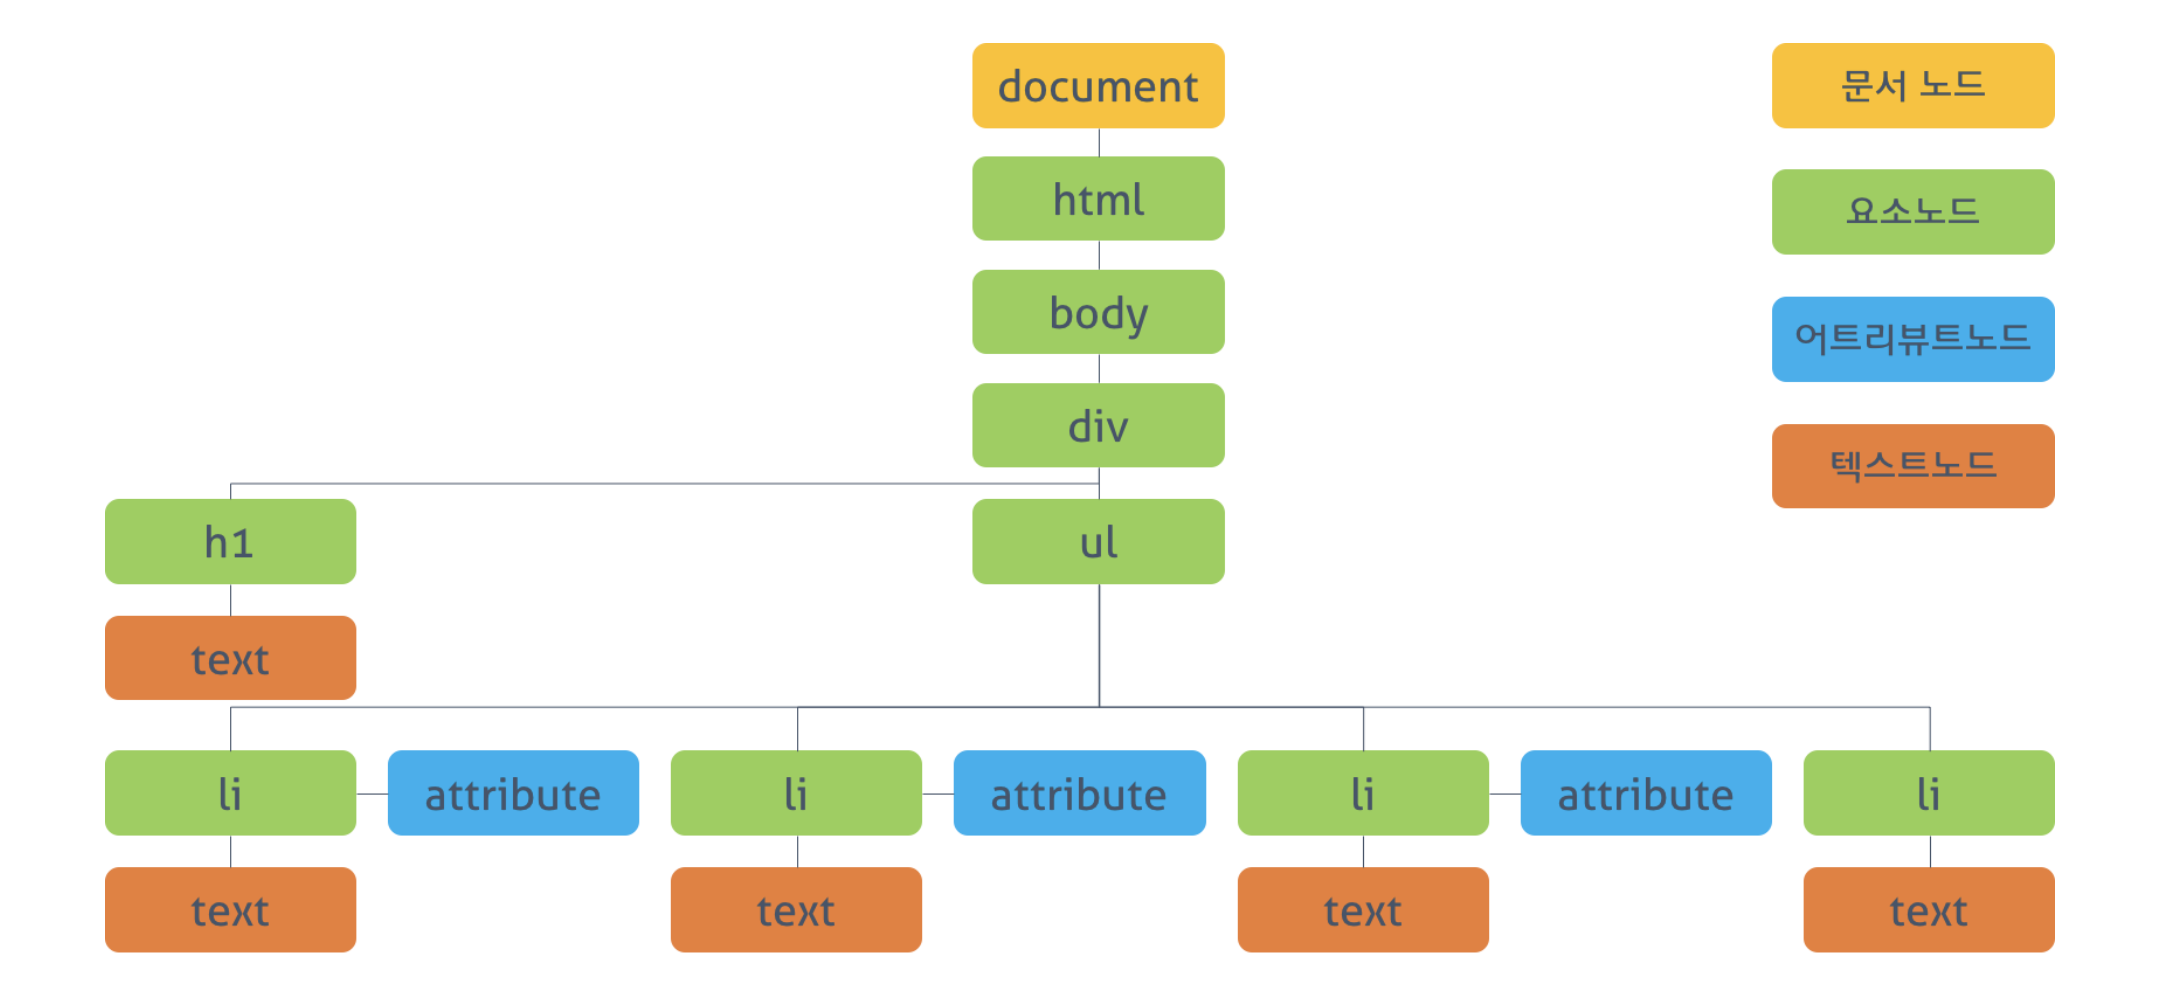 document
문서 노드
html
요소노드
body
어트리뷰트노드
div
텍스트노드
h1
ul
text
li
attribute
li
attribute
li
attribute
li
text
text
text
text